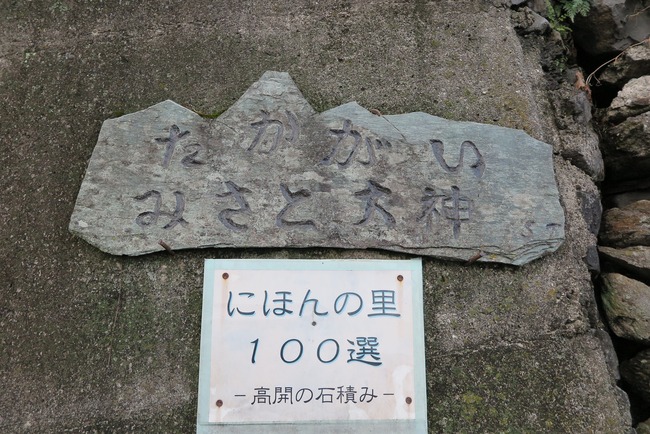 たかがい
みさと大神
S T
にほんの里
１００選
－高開の石積み－